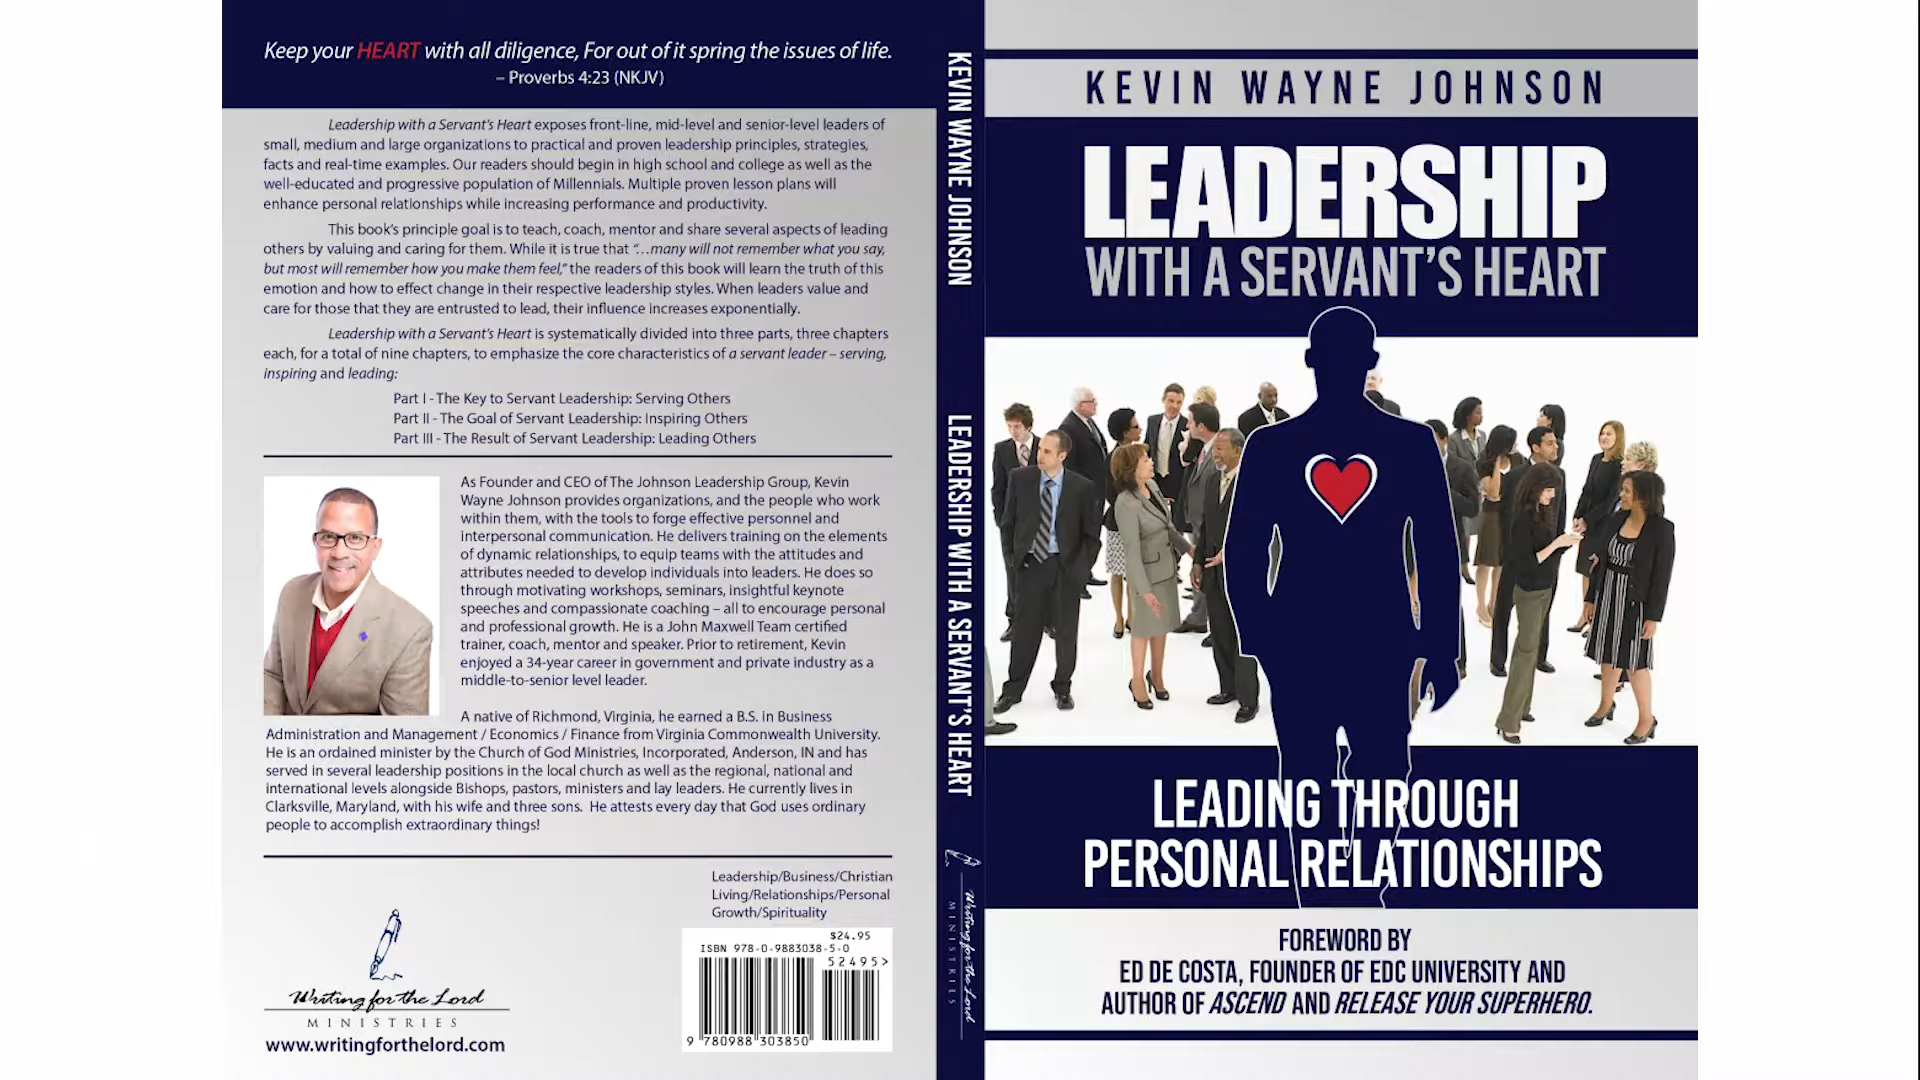 Keep your HEART with all diligence, For out of it spring the issues of life.
– Proverbs 4:23 (NKJV)
Leadership with a Servant's Heart exposes front-line, mid-level and senior-level leaders of
small, medium and large organizations to practical and proven leadership principles, strategies,
facts and real-time examples. Our readers should begin in high school and college as well as the
well-educated and progressive population of Millennials. Multiple proven lesson plans will
enhance personal relationships while increasing performance and productivity.
This book's principle goal is to teach, coach, mentor and share several aspects of leading
others by valuing and caring for them. While it is true that "…many will not remember what you say,
but most will remember how you make them feel," the readers of this book will learn the truth of this
emotion and how to effect change in their respective leadership styles. When leaders value and
care for those that they are entrusted to lead, their influence increases exponentially.
Leadership with a Servant's Heart is systematically divided into three parts, three chapters
each, for a total of nine chapters, to emphasize the core characteristics of a servant leader – serving,
inspiring and leading:
Part I - The Key to Servant Leadership: Serving Others
Part II - The Goal of Servant Leadership: Inspiring Others
Part III - The Result of Servant Leadership: Leading Others
As Founder and CEO of The Johnson Leadership Group, Kevin
Wayne Johnson provides organizations, and the people who work
within them, with the tools to forge effective personnel and
interpersonal communication. He delivers training on the elements
of dynamic relationships, to equip teams with the attitudes and
attributes needed to develop individuals into leaders. He does so
through motivating workshops, seminars, insightful keynote
speeches and compassionate coaching – all to encourage personal
and professional growth. He is a John Maxwell Team certified
trainer, coach, mentor and speaker. Prior to retirement, Kevin
enjoyed a 34-year career in government and private industry as a
middle-to-senior level leader.
A native of Richmond, Virginia, he earned a B.S. in Business
Administration and Management / Economics / Finance from Virginia Commonwealth University.
He is an ordained minister by the Church of God Ministries, Incorporated, Anderson, IN and has
served in several leadership positions in the local church as well as the regional, national and
international levels alongside Bishops, pastors, ministers and lay leaders. He currently lives in
Clarksville, Maryland, with his wife and three sons. He attests every day that God uses ordinary
people to accomplish extraordinary things!
Leadership/Business/Christian
Living/Relationships/Personal
Growth/Spirituality
$24.95
ISBN 978-0-9883038-5-0
52495>
9 780988 303850
Writing for the Lord
MINISTRIES
www.writingforthelord.com
KEVIN WAYNE JOHNSON
LEADERSHIP WITH A SERVANT'S HEART
Writing for the Lord
MINISTRIES
KEVIN WAYNE JOHNSON
LEADERSHIP
WITH A SERVANT'S HEART
LEADING THROUGH
PERSONAL RELATIONSHIPS
FOREWORD BY
ED DE COSTA, FOUNDER OF EDC UNIVERSITY AND
AUTHOR OF ASCEND AND RELEASE YOUR SUPERHERO.